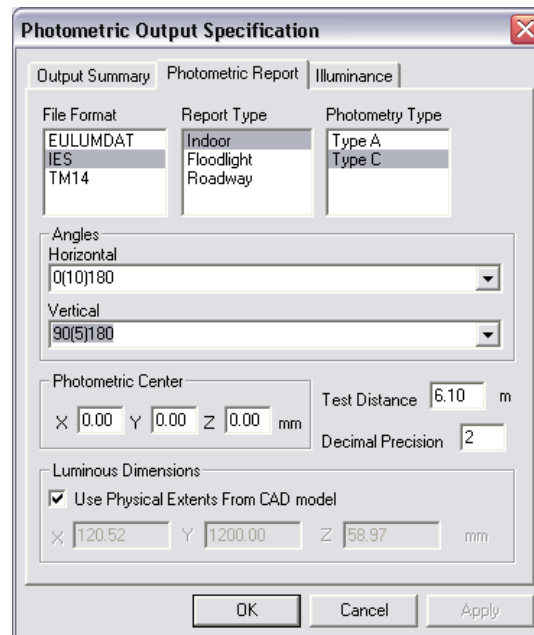 Photometric Output Specification
Output Summary Photometric Report Illuminance
File Format Report Type Photometry Type
EULUMDAT Indoor Type A
IES Floodlight Type C
TM14 Roadway
Angles
Horizontal
0(10)180
Vertical
90(5)180
Photometric Center
X 0.00 Y 0.00 Z 0.00 mm
Test Distance 6.10 m
Decimal Precision 2
Luminous Dimensions
Use Physical Extents From CAD model
X 120.52 Y 1200.00 Z 58.97 mm
OK Cancel Apply